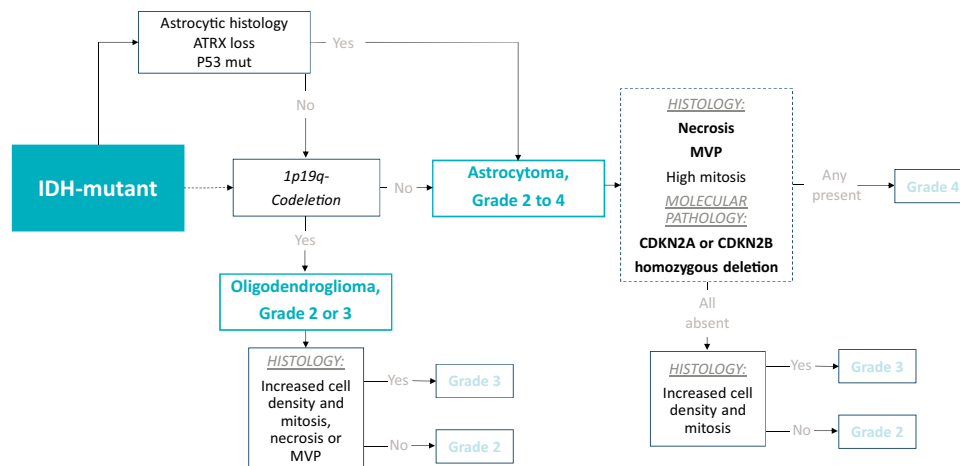 Astrocytic histology
ATRX loss
P53 mut
Yes
No
IDH-mutant
1p19q-
Codeletion
No
Astrocytoma,
Grade 2 to 4
HISTOLOGY:
Necrosis
MVP
High mitosis
MOLECULAR
PATHOLOGY:
CDKN2A or CDKN2B
homozygous deletion
Any
present
Grade 4
Yes
Oligodendroglioma,
Grade 2 or 3
All
absent
HISTOLOGY:
Increased cell
density and
mitosis,
necrosis or
MVP
Yes
Grade 3
No
Grade 2
HISTOLOGY:
Increased cell
density and
mitosis
Yes
Grade 3
No
Grade 2